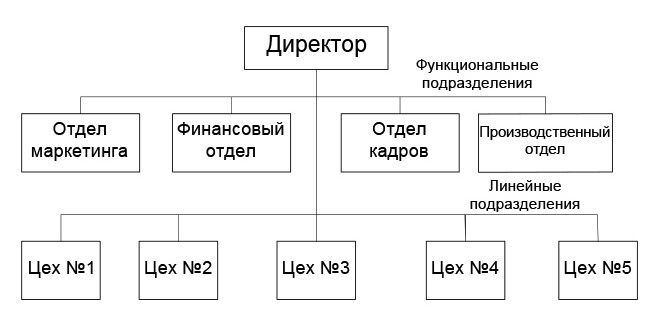 Директор
Функциональные
подразделения
Отдел
маркетинга
Финансовый
отдел
Отдел
кадров
Производственный
отдел
Линейные
подразделения
Цех №1
Цех №2
Цех №3
Цех №4
Цех №5